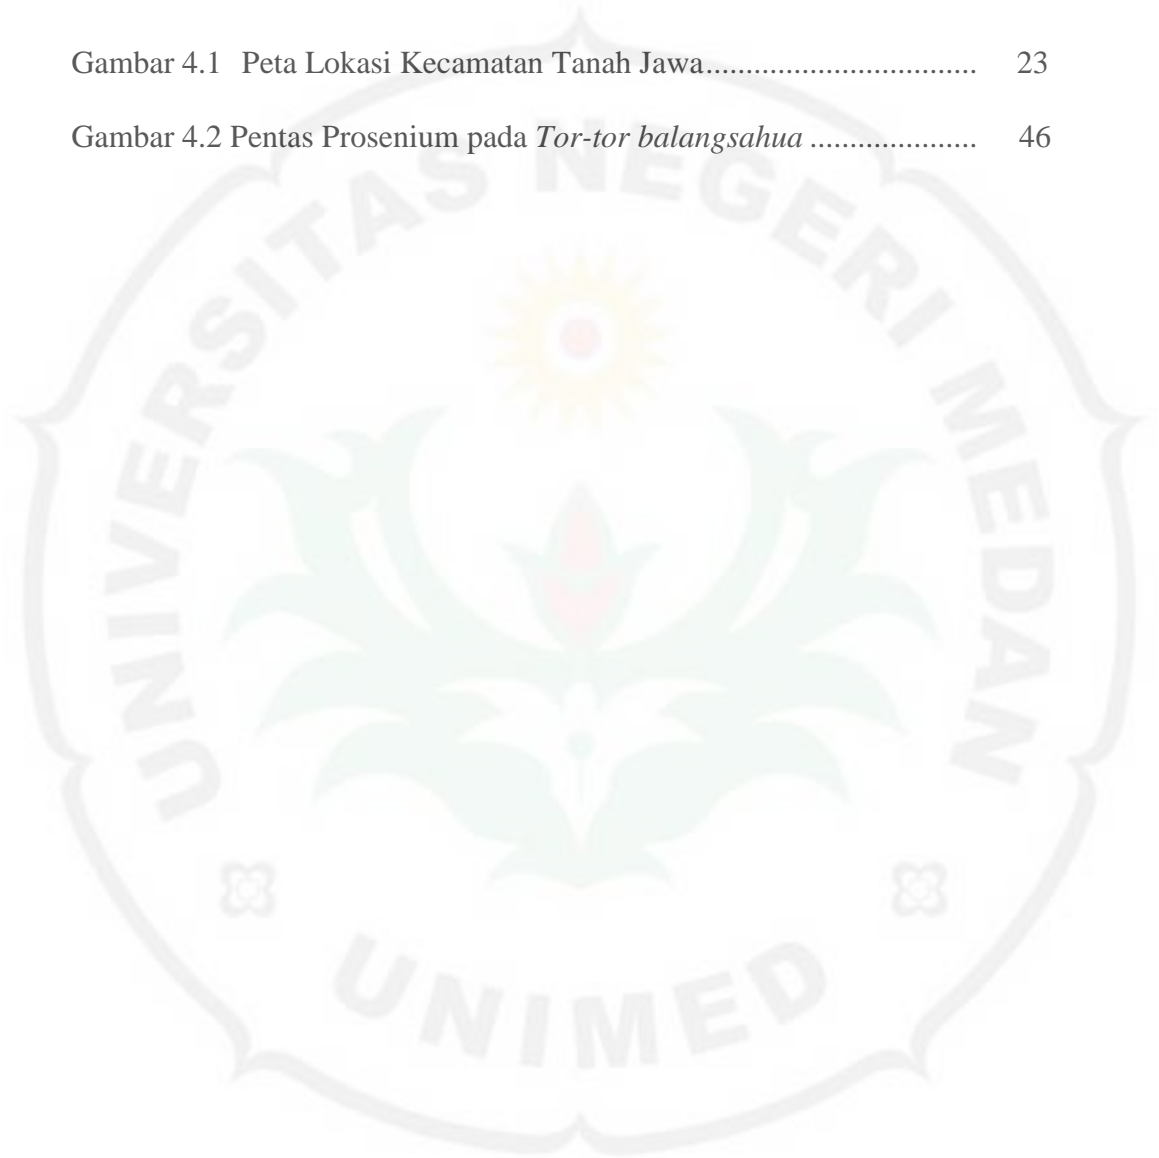 Gambar 4.1 Peta Lokasi Kecamatan Tanah Jawa................................. 23
Gambar 4.2 Pentas Prosenium pada Tor-tor balangsahua ..................... 46
UNIVERSITAS NEGERI MEDAN
UNIMED